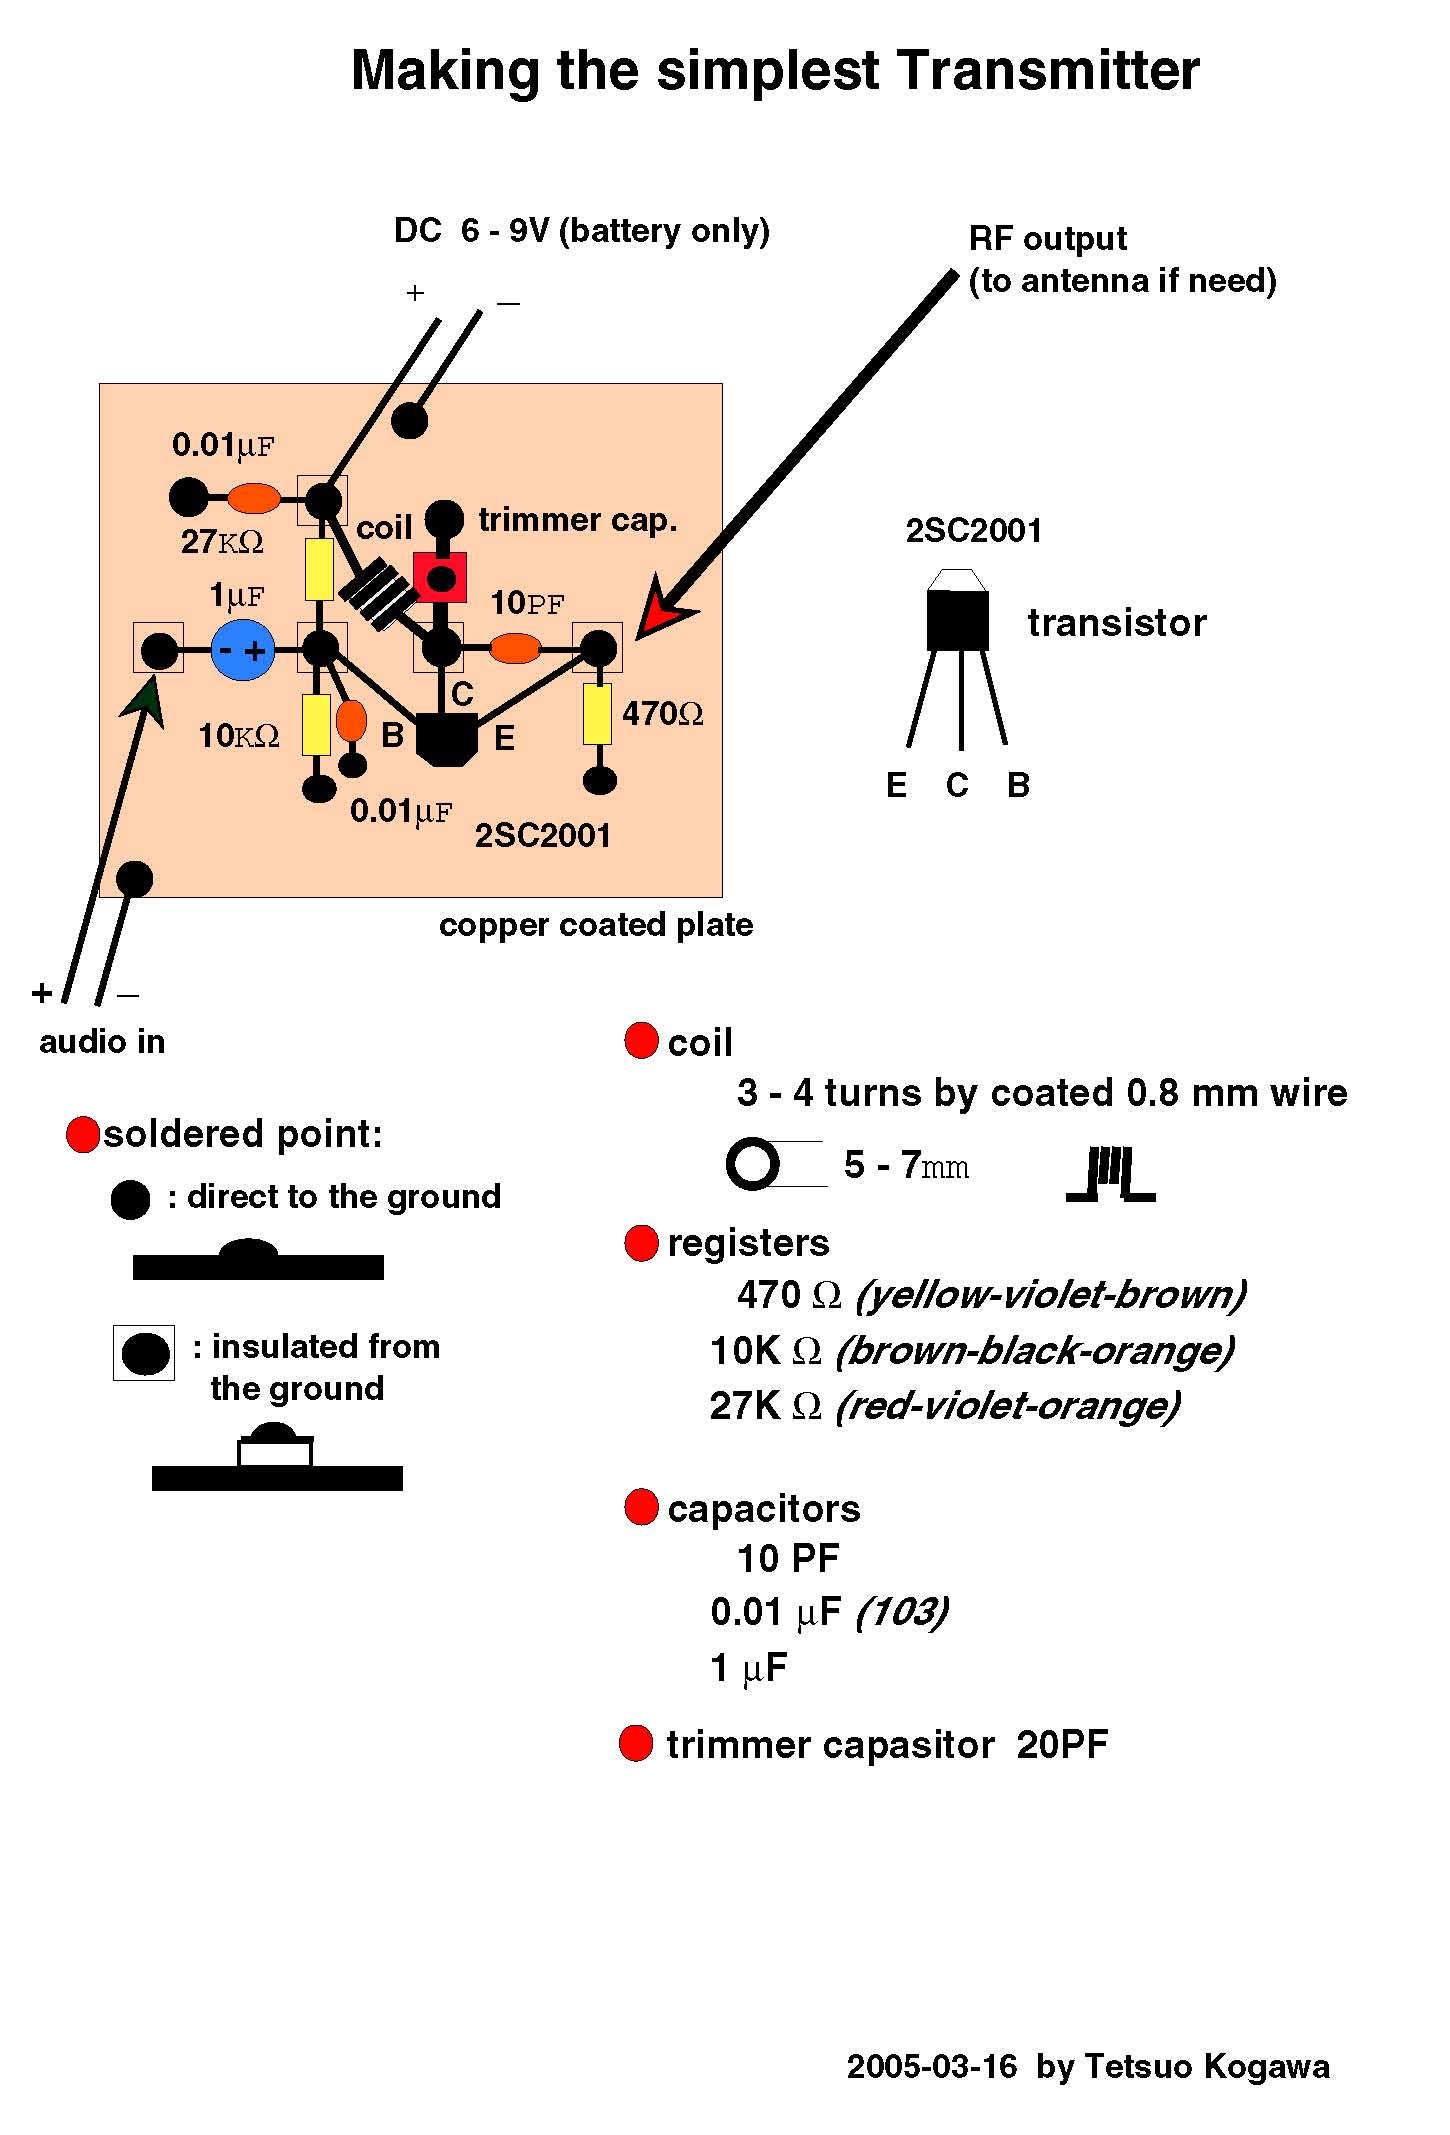 Making the simplest Transmitter
DC 6 - 9V (battery only)
+ –
RF output
(to antenna if need)
0.01µF
27KΩ
coil
trimmer cap.
1µF
10PF
- +
C
B
E
470Ω
10KΩ
0.01µF
2SC2001
2SC2001
transistor
E C B
copper coated plate
+ –
audio in
soldered point:
: direct to the ground
: insulated from
the ground
coil
3 - 4 turns by coated 0.8 mm wire
5 - 7mm
registers
470 Ω (yellow-violet-brown)
10K Ω (brown-black-orange)
27K Ω (red-violet-orange)
capacitors
10 PF
0.01 µF (103)
1 µF
trimmer capasitor 20PF
2005-03-16 by Tetsuo Kogawa